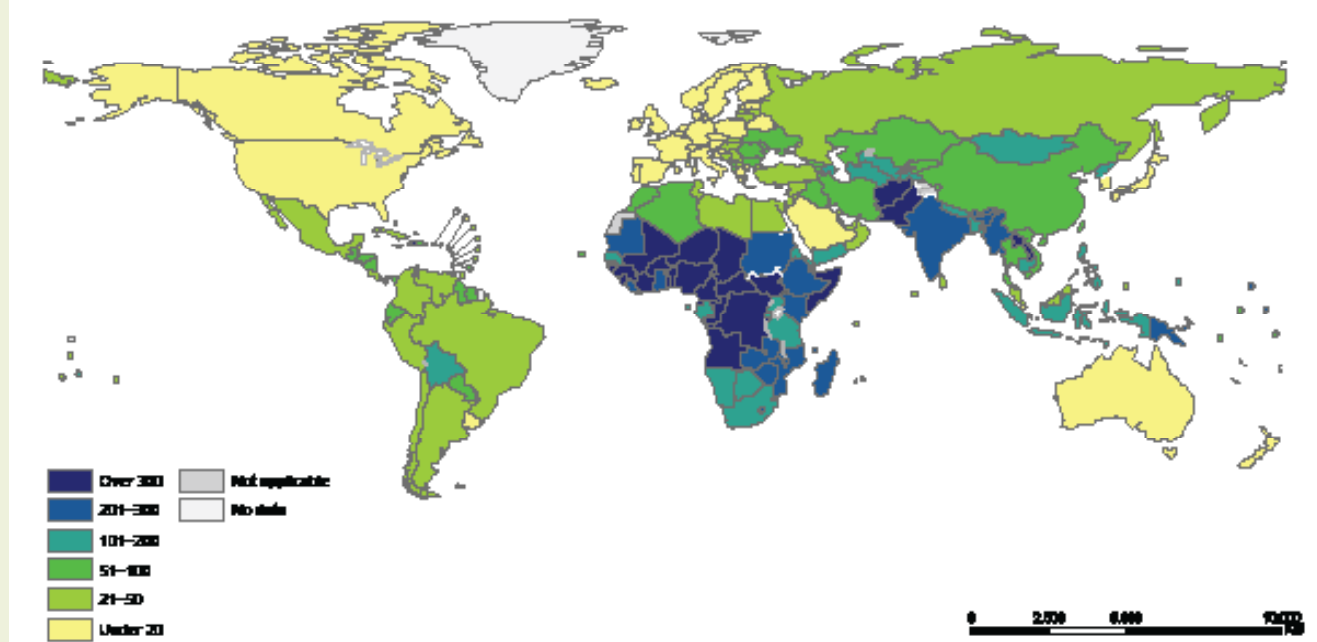 Over 300
Not applicable
201–300
No data
101–200
51–100
21–50
Under 20
0 2,500 5,000 10,000
km